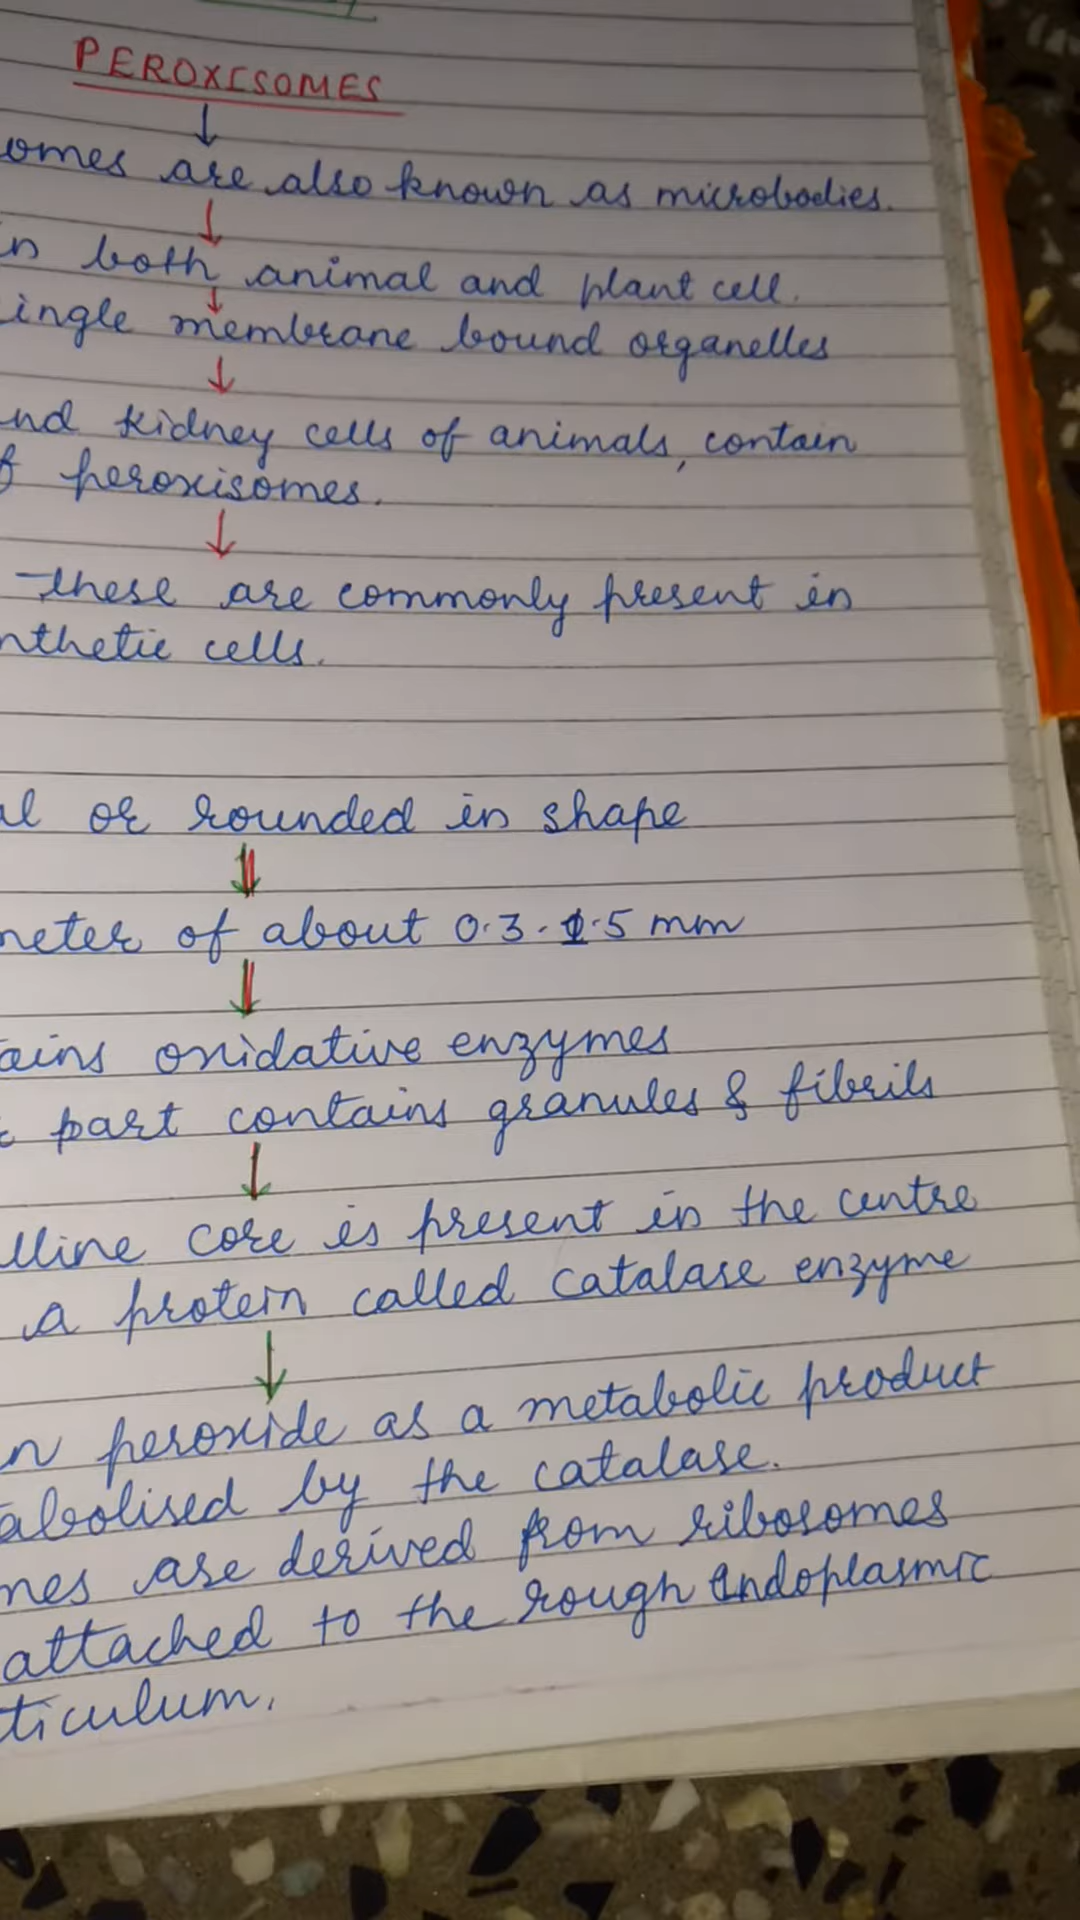 PEROXISOMES
omes are also known as microbodies.
in both animal and plant cell.
ingle membrane bound organelles
nd kidney cells of animals, contain
f peroxisomes.
These are commonly present in
nthetic cells.
al or rounded in shape
meter of about 0.3-1.5 mm
ains oxidative enzymes
part contains granules & fibrils
lline core is present in the centre
a protein called catalase enzyme
n peroxide as a metabolic product
abolised by the catalase.
mes are derived from ribosomes
attached to the rough endoplasmic
ticulum.